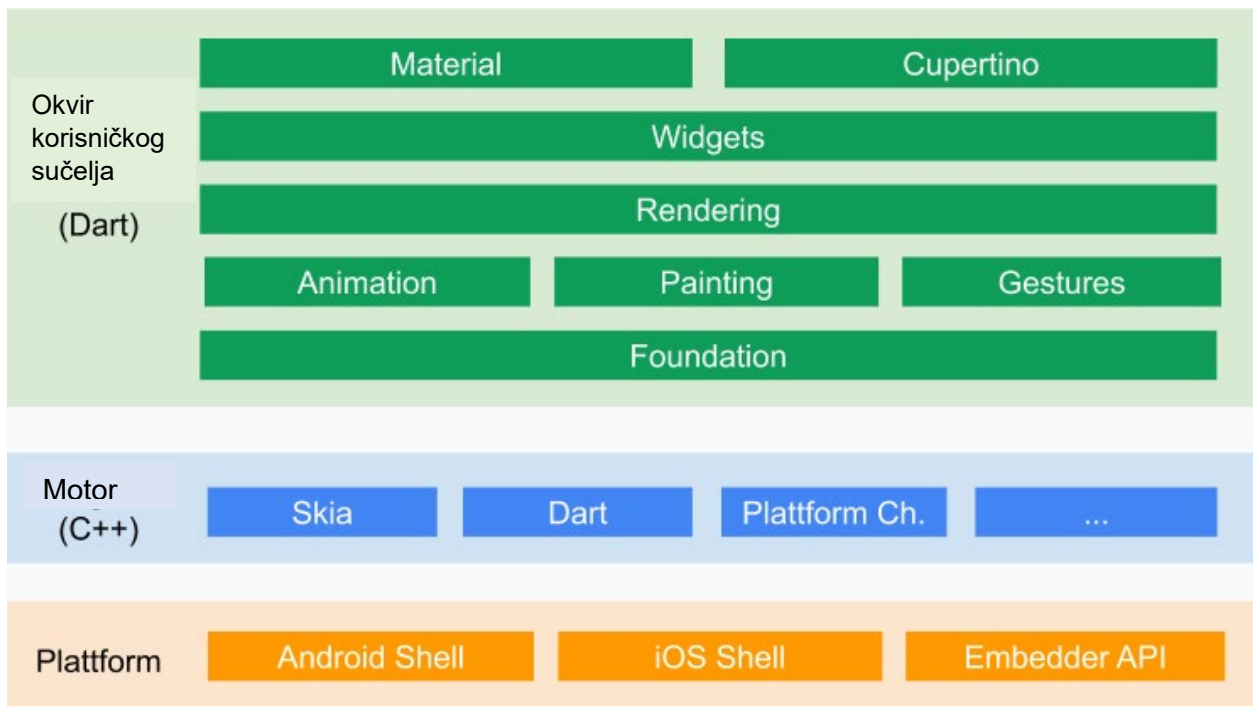 Material
Cupertino
Okvir
korisničkog
sučelja
(Dart)
Widgets
Rendering
Animation
Painting
Gestures
Foundation
Motor
(C++)
Skia
Dart
Plattform Ch.
...
Plattform
Android Shell
iOS Shell
Embedder API